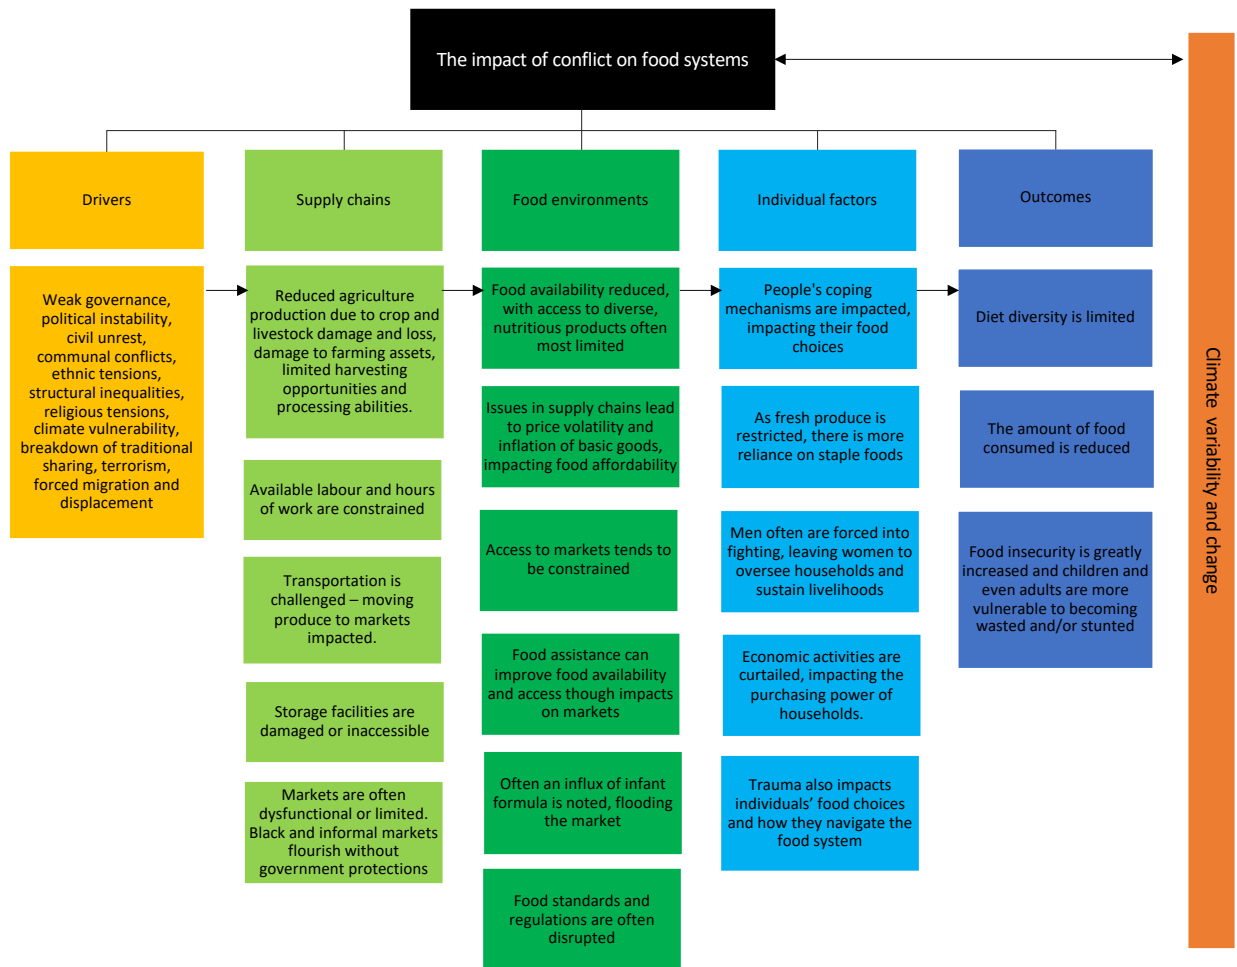 The impact of conflict on food systems
Drivers
Weak governance,
political instability,
civil unrest,
communal conflicts,
ethnic tensions,
structural inequalities,
religious tensions,
climate vulnerability,
breakdown of traditional
sharing, terrorism,
forced migration and
displacement
Supply chains
Reduced agriculture
production due to crop and
livestock damage and loss,
damage to farming assets,
limited harvesting
opportunities and
processing abilities.
Available labour and hours
of work are constrained
Transportation is
challenged – moving
produce to markets
impacted.
Storage facilities are
damaged or inaccessible
Markets are often
dysfunctional or limited.
Black and informal markets
flourish without
government protections
Food environments
Food availability reduced,
with access to diverse,
nutritious products often
most limited
Issues in supply chains lead
to price volatility and
inflation of basic goods,
impacting food affordability
Access to markets tends to
be constrained
Food assistance can
improve food availability
and access though impacts
on markets
Often an influx of infant
formula is noted, flooding
the market
Food standards and
regulations are often
disrupted
Individual factors
People's coping
mechanisms are impacted,
impacting their food
choices
As fresh produce is
restricted, there is more
reliance on staple foods
Men often are forced into
fighting, leaving women to
oversee households and
sustain livelihoods
Economic activities are
curtailed, impacting the
purchasing power of
households.
Trauma also impacts
individuals’ food choices
and how they navigate the
food system
Outcomes
Diet diversity is limited
The amount of food
consumed is reduced
Food insecurity is greatly
increased and children and
even adults are more
vulnerable to becoming
wasted and/or stunted
Climate variability and change